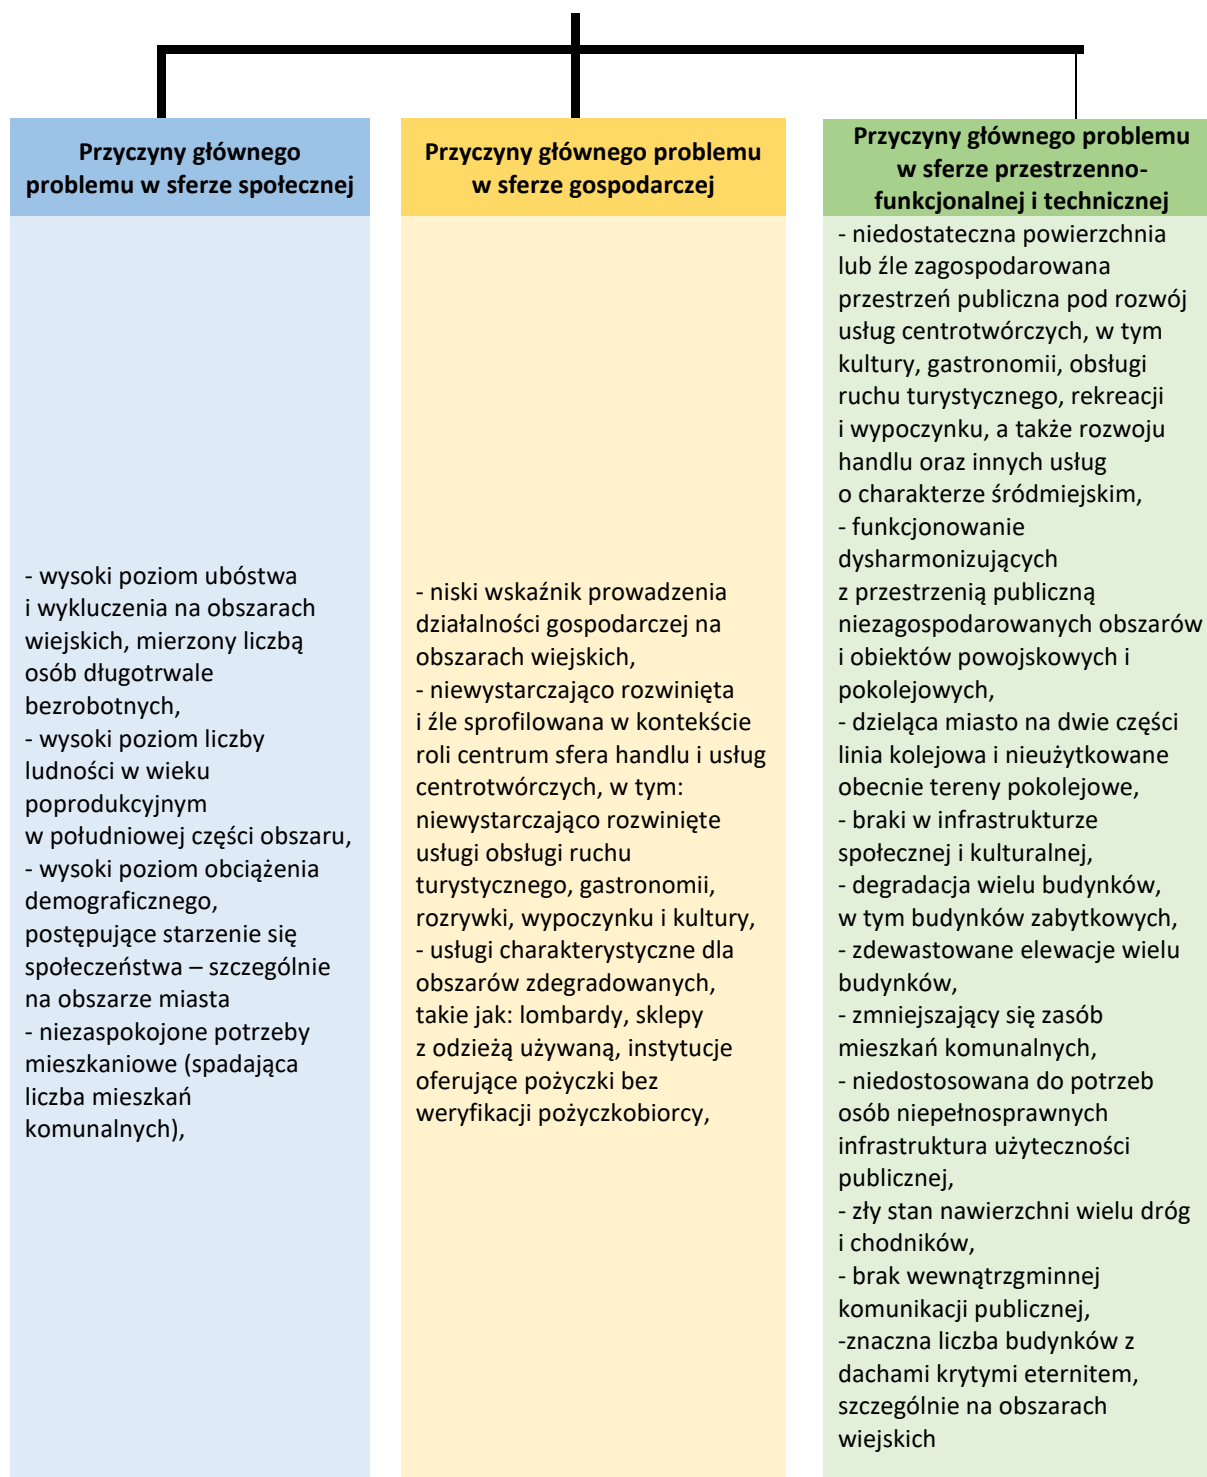 Przyczyny głównego
problemu w sferze społecznej
- wysoki poziom ubóstwa
i wykluczenia na obszarach
wiejskich, mierzony liczbą
osób długotrwale
bezrobotnych,
- wysoki poziom liczby
ludności w wieku
poprodukcyjnym
w południowej części obszaru,
- wysoki poziom obciążenia
demograficznego,
postępujące starzenie się
społeczeństwa – szczególnie
na obszarze miasta
- niezaspokojone potrzeby
mieszkaniowe (spadająca
liczba mieszkań
komunalnych),
Przyczyny głównego problemu
w sferze gospodarczej
- niski wskaźnik prowadzenia
działalności gospodarczej na
obszarach wiejskich,
- niewystarczająco rozwinięta
i źle sprofilowana w kontekście
roli centrum sfera handlu i usług
centrotwórczych, w tym:
niewystarczająco rozwinięte
usługi obsługi ruchu
turystycznego, gastronomii,
rozrywki, wypoczynku i kultury,
- usługi charakterystyczne dla
obszarów zdegradowanych,
takie jak: lombardy, sklepy
z odzieżą używaną, instytucje
oferujące pożyczki bez
weryfikacji pożyczkobiorcy,
Przyczyny głównego problemu
w sferze przestrzenno-
funkcjonalnej i technicznej
- niedostateczna powierzchnia
lub źle zagospodarowana
przestrzeń publiczna pod rozwój
usług centrotwórczych, w tym
kultury, gastronomii, obsługi
ruchu turystycznego, rekreacji
i wypoczynku, a także rozwoju
handlu oraz innych usług
o charakterze śródmiejskim,
- funkcjonowanie
dysharmonizujących
z przestrzenią publiczną
niezagospodarowanych obszarów
i obiektów powojskowych i
pokolejowych,
- dzieląca miasto na dwie części
linia kolejowa i nieużytkowane
obecnie tereny pokolejowe,
- braki w infrastrukturze
społecznej i kulturalnej,
- degradacja wielu budynków,
w tym budynków zabytkowych,
- zdewastowane elewacje wielu
budynków,
- zmniejszający się zasób
mieszkań komunalnych,
- niedostosowana do potrzeb
osób niepełnosprawnych
infrastruktura użyteczności
publicznej,
- zły stan nawierzchni wielu dróg
i chodników,
- brak wewnątrzgminnej
komunikacji publicznej,
-znaczna liczba budynków z
dachami krytymi eternitem,
szczególnie na obszarach
wiejskich